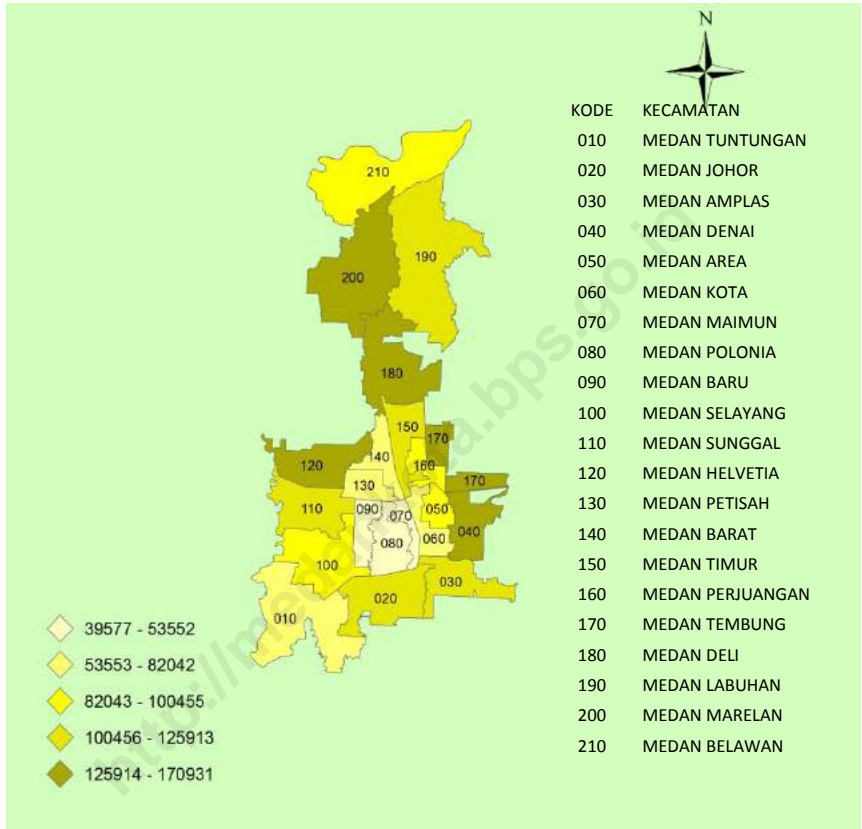 N
KODE KECAMATAN
010 MEDAN TUNTUNGAN
020 MEDAN JOHOR
030 MEDAN AMPLAS
040 MEDAN DENAI
050 MEDAN AREA
060 MEDAN KOTA
070 MEDAN MAIMUN
080 MEDAN POLONIA
090 MEDAN BARU
100 MEDAN SELAYANG
110 MEDAN SUNGGAL
120 MEDAN HELVETIA
130 MEDAN PETISAH
140 MEDAN BARAT
150 MEDAN TIMUR
160 MEDAN PERJUANGAN
170 MEDAN TEMBUNG
180 MEDAN DELI
190 MEDAN LABUHAN
200 MEDAN MARELAN
210 MEDAN BELAWAN
210
190
200
180
150
170
140
160
120
170
130
110
090
070
050
040
060
080
100
030
020
010
39577 - 53552
53553 - 82042
82043 - 100455
100456 - 125913
125914 - 170931
http://medankota.bps.go.id